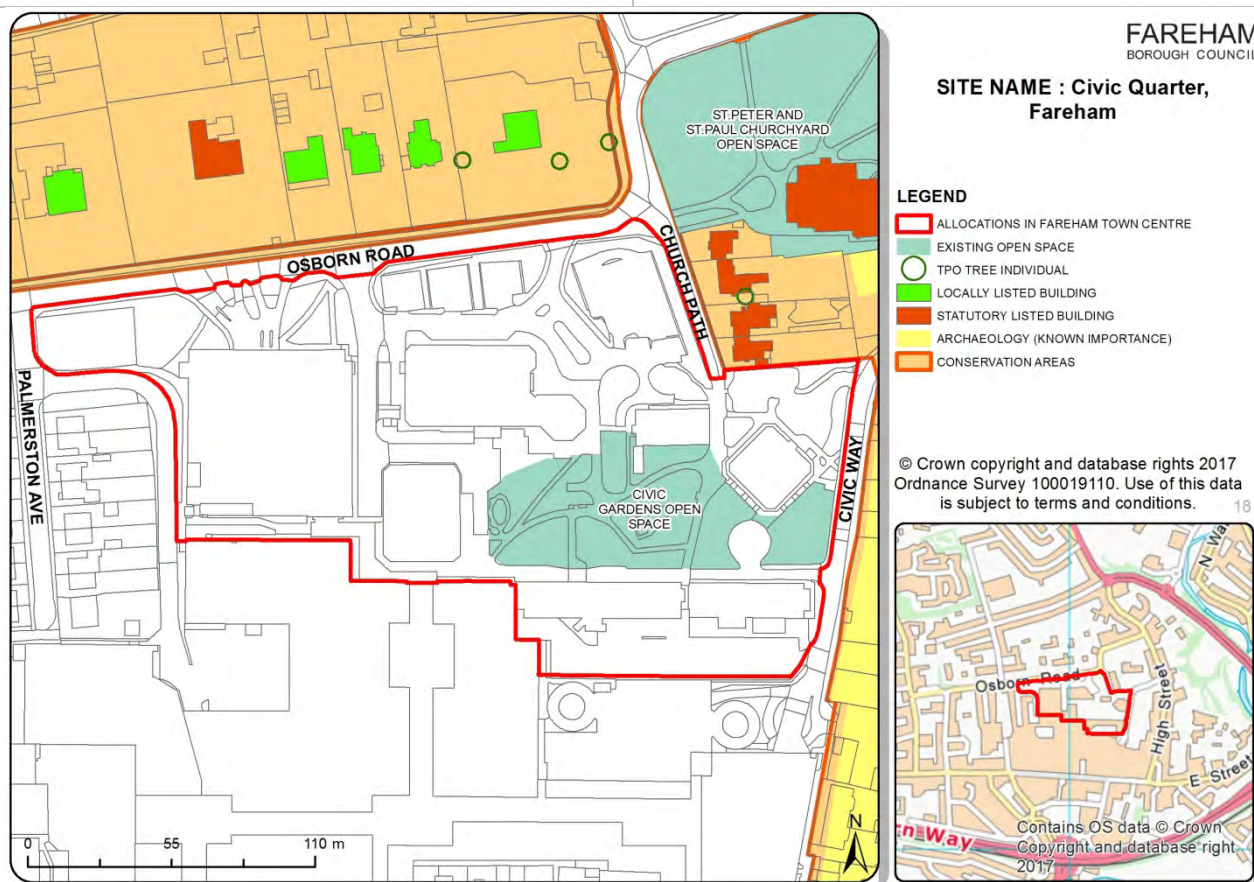 FAREHAM
BOROUGH COUNCIL
SITE NAME : Civic Quarter,
Fareham
ST.PETER AND
ST.PAUL CHURCHYARD
OPEN SPACE
OSBORN ROAD
CHURCH PATH
PALMERSTON AVE
CIVIC
GARDENS OPEN
SPACE
CIVIC WAY
0 55 110 m
N
LEGEND
ALLOCATIONS IN FAREHAM TOWN CENTRE
EXISTING OPEN SPACE
TPO TREE INDIVIDUAL
LOCALLY LISTED BUILDING
STATUTORY LISTED BUILDING
ARCHAEOLOGY (KNOWN IMPORTANCE)
CONSERVATION AREAS
© Crown copyright and database rights 2017
Ordnance Survey 100019110. Use of this data
is subject to terms and conditions.
18
N Wa
Osborn Road
High Street
E Street
rn Way
Contains OS data © Crown
Copyright and database right
2017